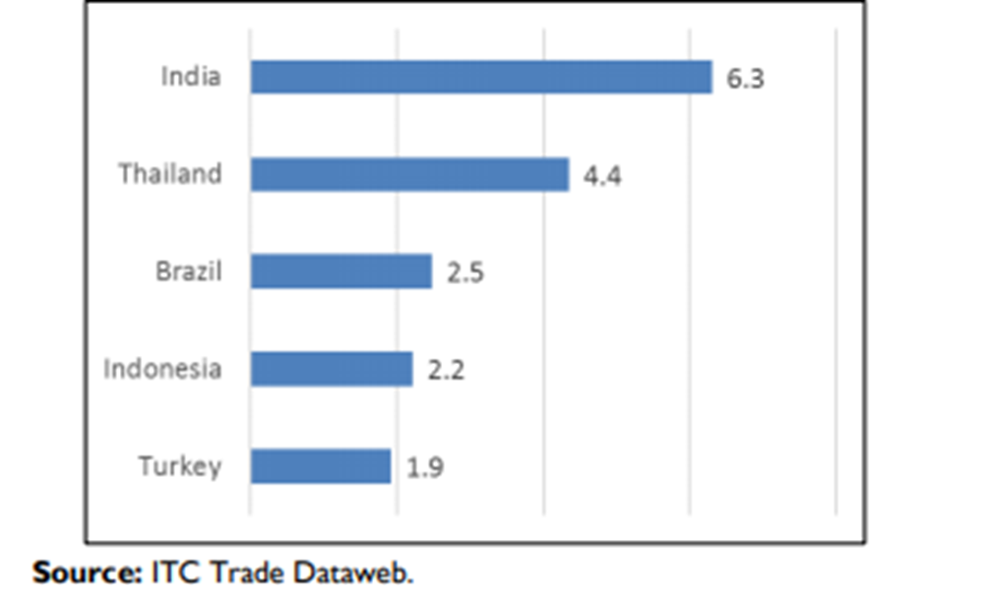 India 6.3
Thailand 4.4
Brazil 2.5
Indonesia 2.2
Turkey 1.9
Source: ITC Trade Dataweb.